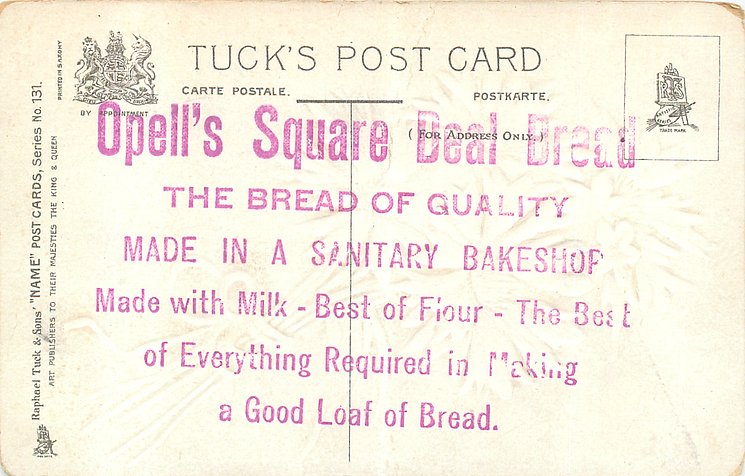 TUCK'S POST CARD
CARTE POSTALE.
POSTKARTE.
BY APPOINTMENT
(FOR ADDRESS ONLY.)
TRADE MARK
Opell's Square Deal Bread
THE BREAD OF QUALITY
MADE IN A SANITARY BAKESHOP
Made with Milk - Best of Flour - The Best
of Everything Required in Making
a Good Loaf of Bread.
PRINTED IN SAXONY
Raphael Tuck & Sons' "NAME" POST CARDS, Series No. 131.
ART PUBLISHERS TO THEIR MAJESTIES THE KING & QUEEN